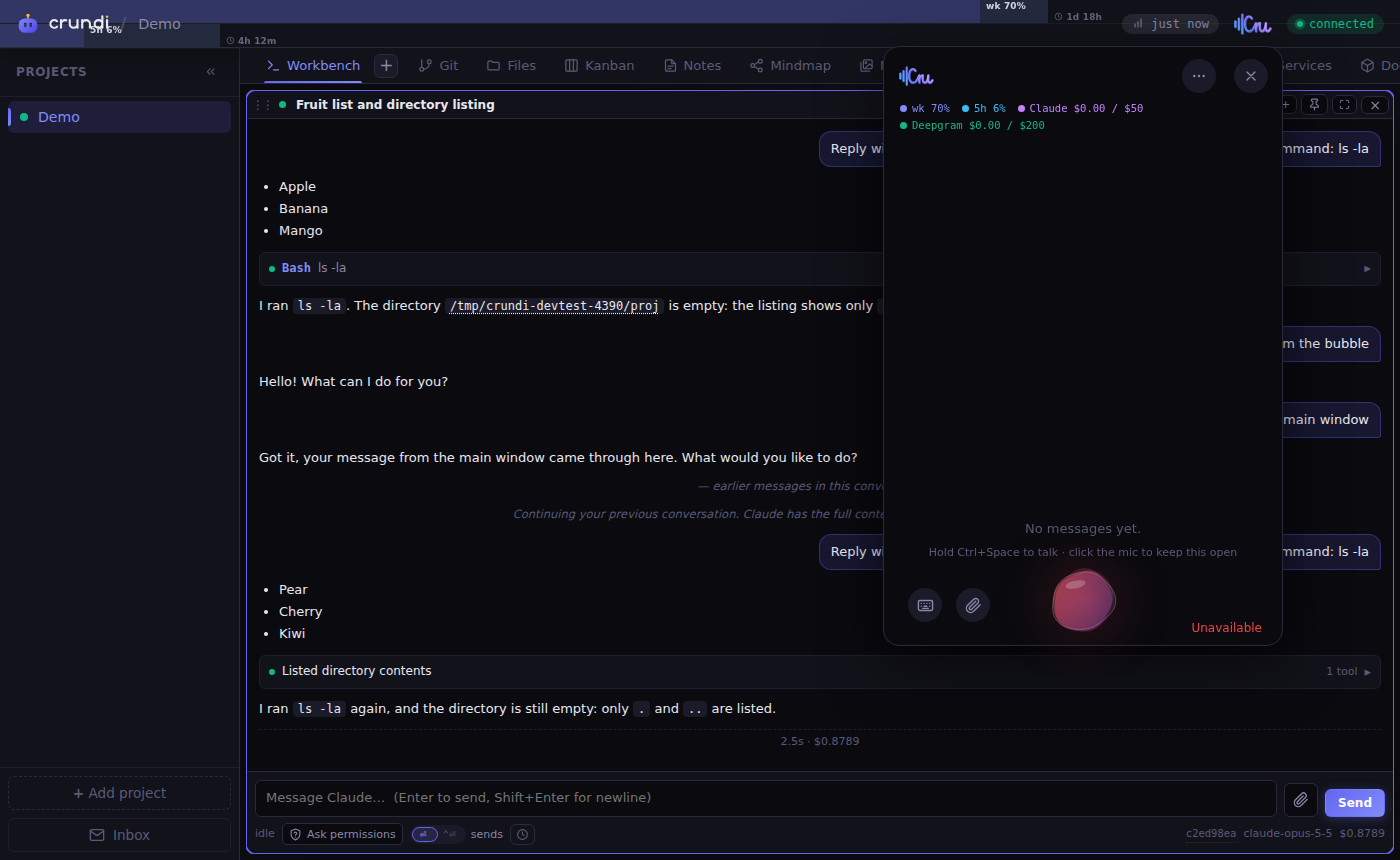 wk 70%
1d 18h
crundi / Demo
5h 6%
4h 12m
just now
Cru
connected
PROJECTS
«
Demo
+ Add project
Inbox
Workbench
+
Git
Files
Kanban
Notes
Mindmap
ervices
Do
Fruit list and directory listing
Reply wi
mmand: ls -la
• Apple
• Banana
• Mango
Bash ls -la
I ran ls -la. The directory /tmp/crundi-devtest-4390/proj is empty: the listing shows only
m the bubble
Hello! What can I do for you?
main window
Got it, your message from the main window came through here. What would you like to do?
— earlier messages in this conve
Continuing your previous conversation. Claude has the full conte
Reply wi
mmand: ls -la
• Pear
• Cherry
• Kiwi
Listed directory contents
1 tool
I ran ls -la again, and the directory is still empty: only . and .. are listed.
2.5s · $0.8789
Message Claude… (Enter to send, Shift+Enter for newline)
Send
idle
Ask permissions
sends
c2ed98ea claude-opus-5-5 $0.8789
Cru
wk 70% 5h 6% Claude $0.00 / $50
Deepgram $0.00 / $200
No messages yet.
Hold Ctrl+Space to talk · click the mic to keep this open
Unavailable